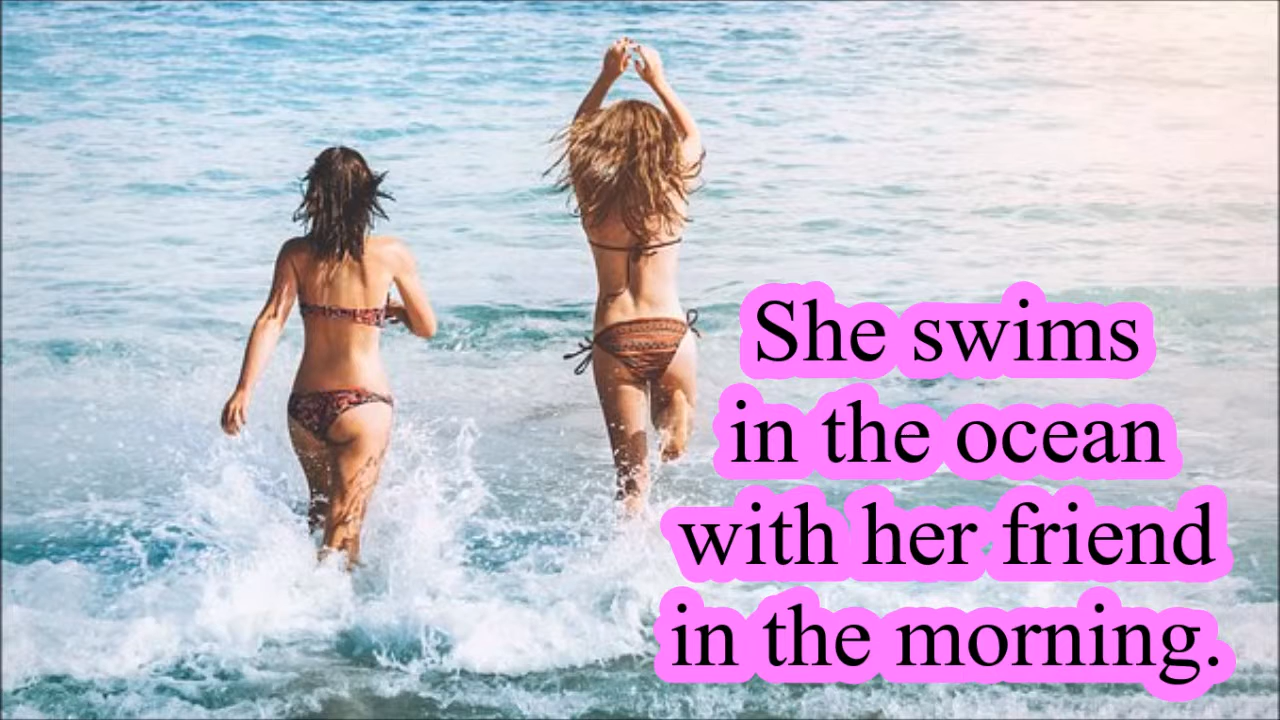 She swims
in the ocean
with her friend
in the morning.